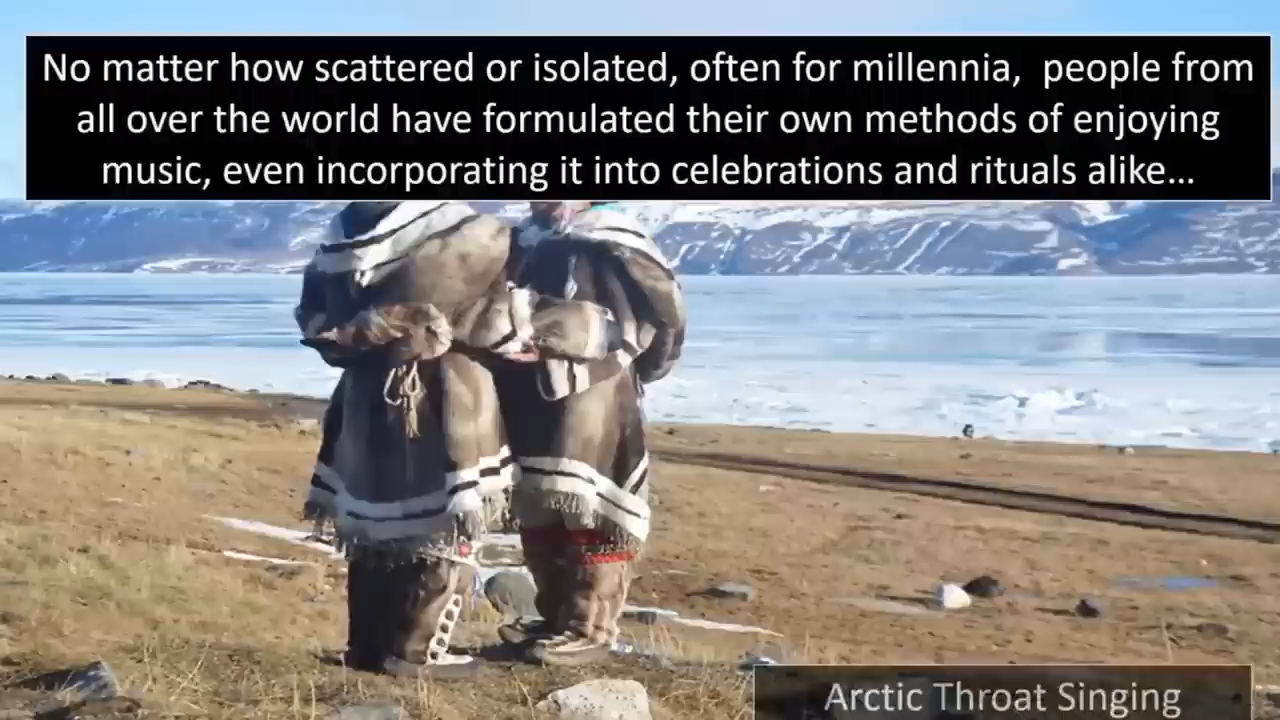 No matter how scattered or isolated, often for millennia,  people from
all over the world have formulated their own methods of enjoying
music, even incorporating it into celebrations and rituals alike…
Arctic Throat Singing